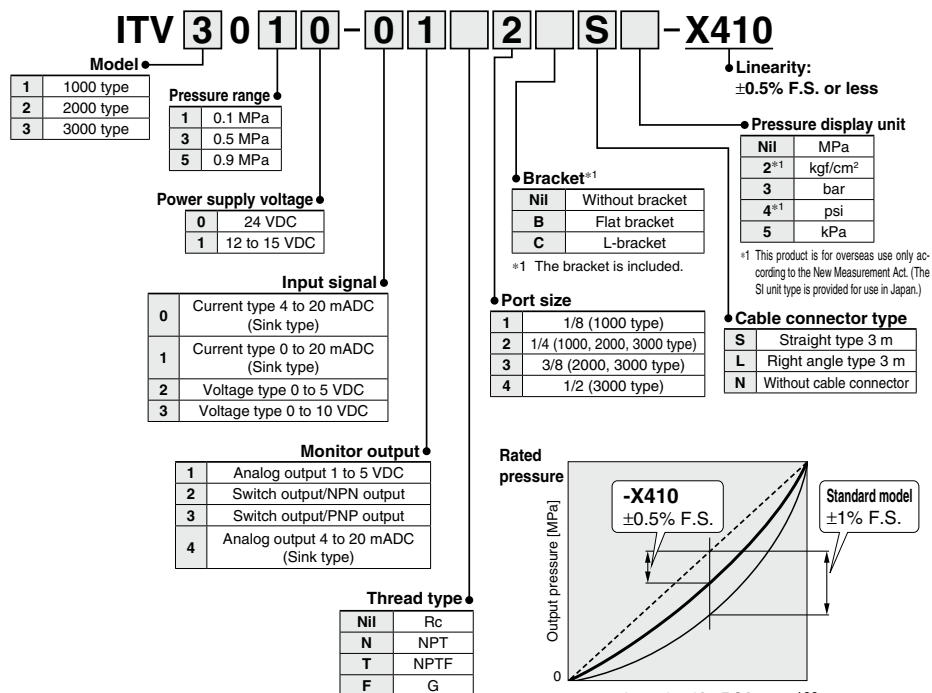 ITV 3 0 1 0 - 0 1 2 S - X410
Model
1 1000 type
2 2000 type
3 3000 type
Pressure range
1 0.1 MPa
3 0.5 MPa
5 0.9 MPa
Power supply voltage
0 24 VDC
1 12 to 15 VDC
Input signal
0 Current type 4 to 20 mADC
(Sink type)
1 Current type 0 to 20 mADC
(Sink type)
2 Voltage type 0 to 5 VDC
3 Voltage type 0 to 10 VDC
Monitor output
1 Analog output 1 to 5 VDC
2 Switch output/NPN output
3 Switch output/PNP output
4 Analog output 4 to 20 mADC
(Sink type)
Thread type
Nil Rc
N NPT
T NPTF
F G
Port size
1 1/8 (1000 type)
2 1/4 (1000, 2000, 3000 type)
3 3/8 (2000, 3000 type)
4 1/2 (3000 type)
Bracket*1
Nil Without bracket
B Flat bracket
C L-bracket
*1 The bracket is included.
Cable connector type
S Straight type 3 m
L Right angle type 3 m
N Without cable connector
Pressure display unit
Nil MPa
2*1 kgf/cm²
3 bar
4*1 psi
5 kPa
*1 This product is for overseas use only ac-
cording to the New Measurement Act. (The
SI unit type is provided for use in Japan.)
Linearity:
±0.5% F.S. or less
Rated
pressure
Output pressure [MPa]
0
-X410
±0.5% F.S.
Standard model
±1% F.S.